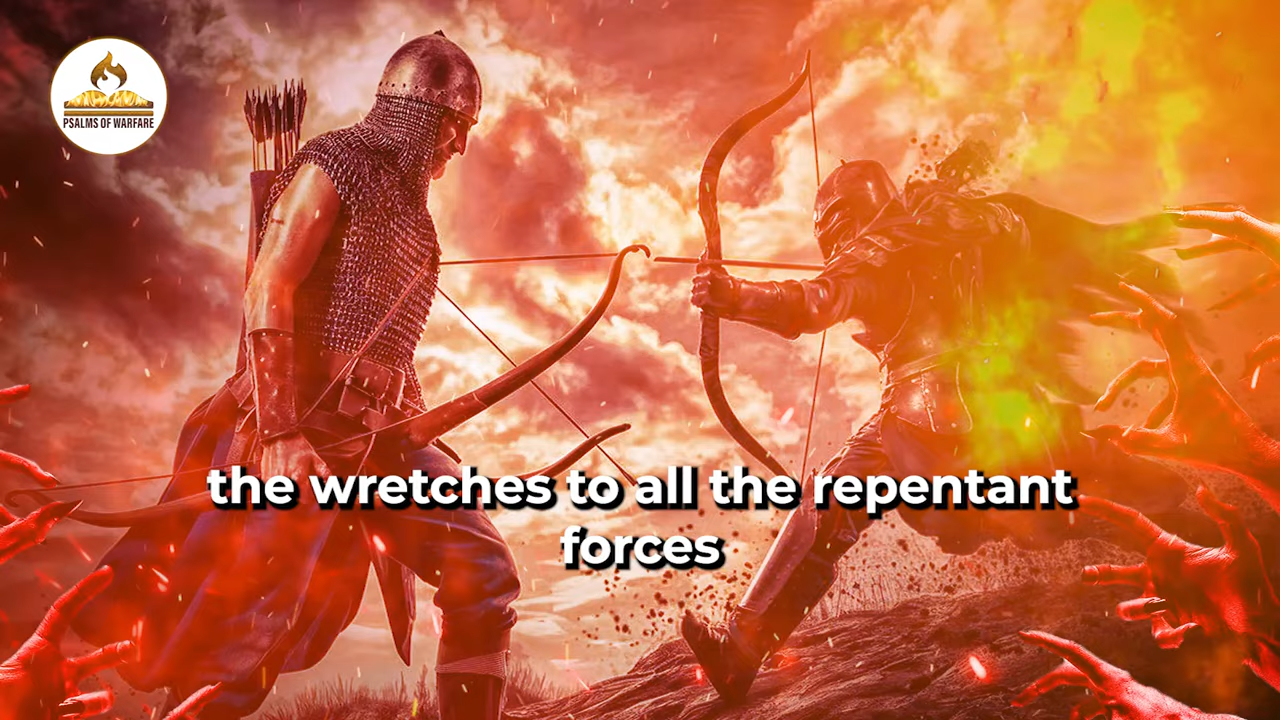 PSALMS OF WARFARE
the wretches to all the repentant
forces